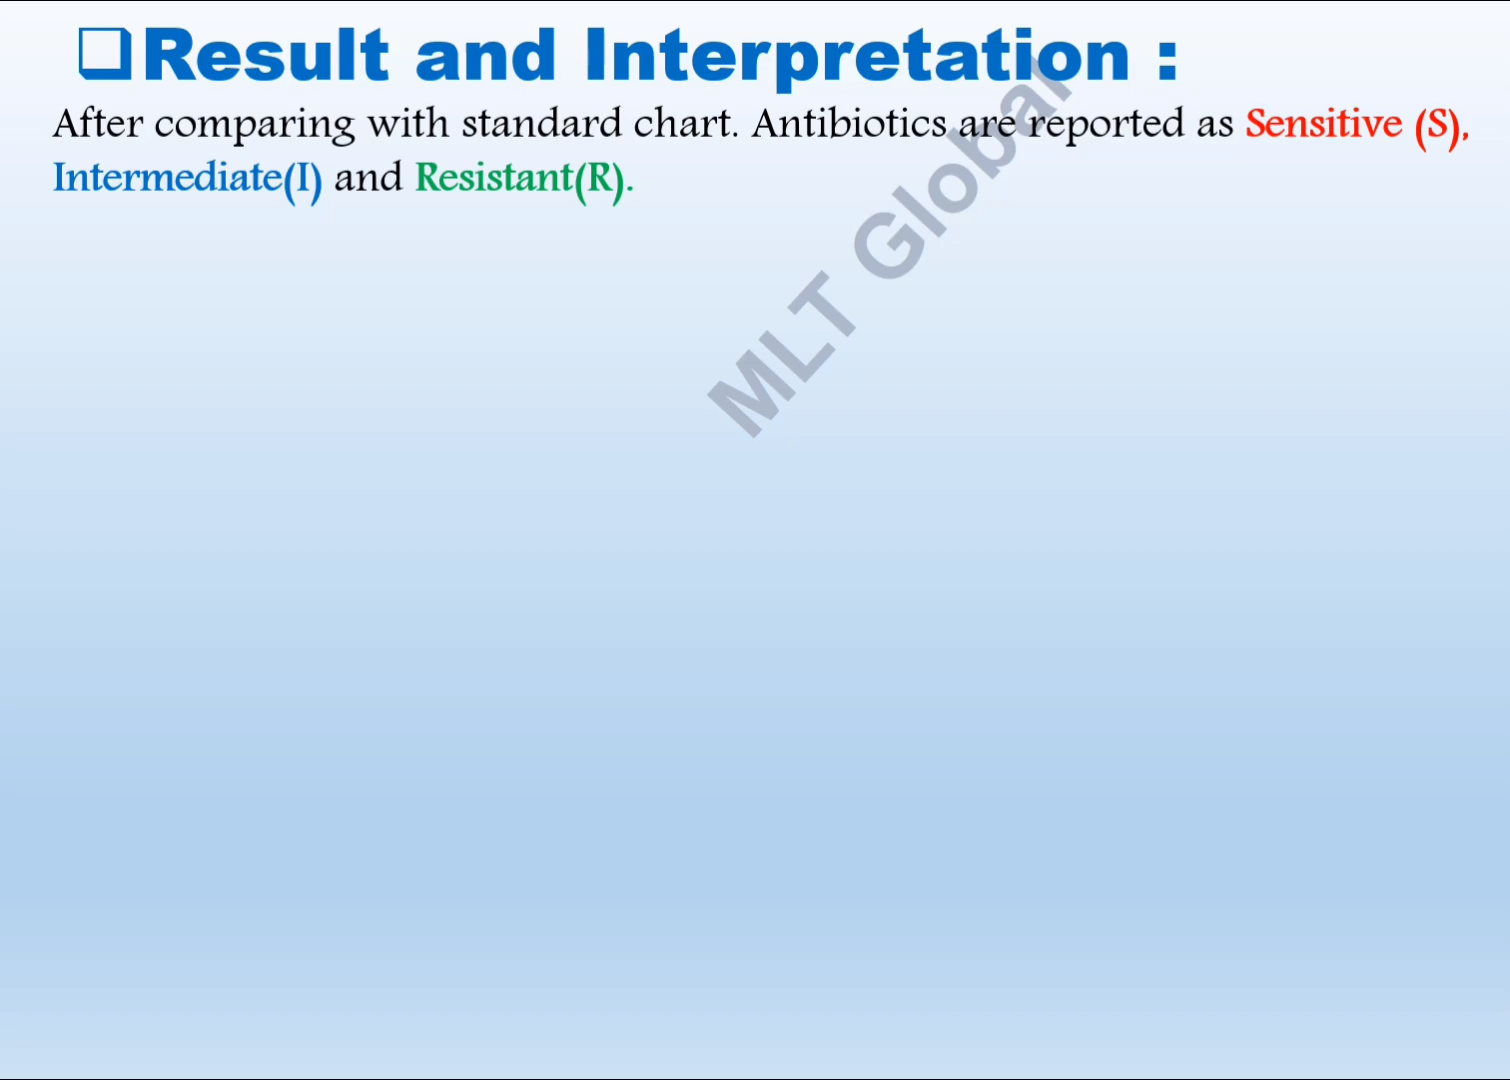 Result and Interpretation :
After comparing with standard chart. Antibiotics are reported as Sensitive (S),
Intermediate(I) and Resistant(R).
MLT Global